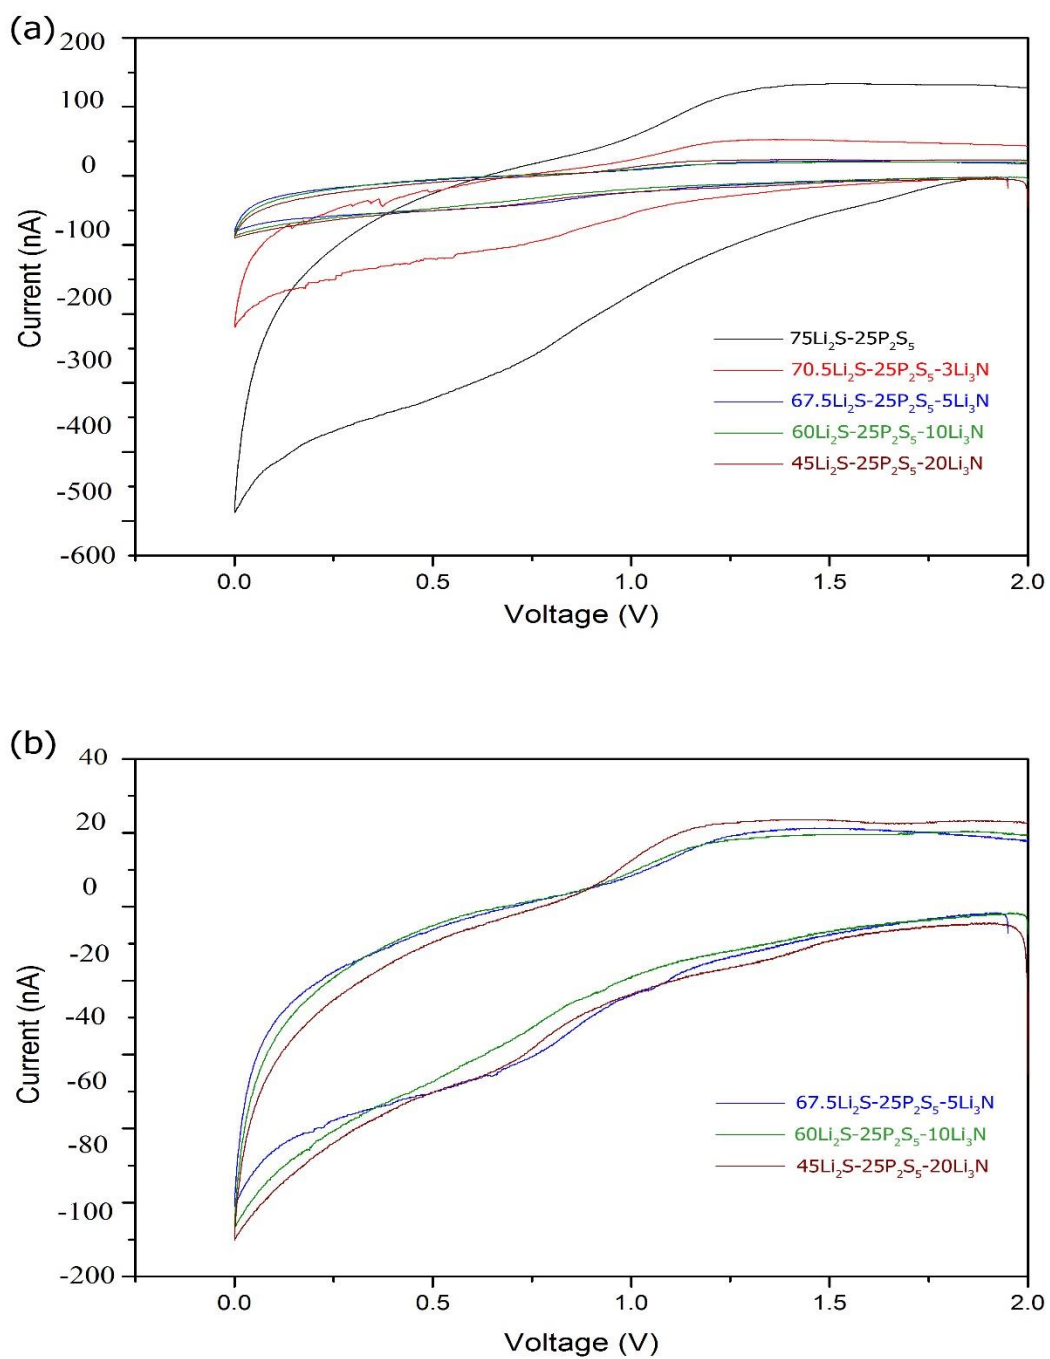 (a)
200
100
0
-100
-200
-300
-400
-500
-600
Current (nA)
75Li₂S-25P₂S₅
70.5Li₂S-25P₂S₅-3Li₃N
67.5Li₂S-25P₂S₅-5Li₃N
60Li₂S-25P₂S₅-10Li₃N
45Li₂S-25P₂S₅-20Li₃N
0.0 0.5 1.0 1.5 2.0
Voltage (V)
(b)
40
20
0
-20
-40
-60
-80
-100
-200
Current (nA)
67.5Li₂S-25P₂S₅-5Li₃N
60Li₂S-25P₂S₅-10Li₃N
45Li₂S-25P₂S₅-20Li₃N
0.0 0.5 1.0 1.5 2.0
Voltage (V)